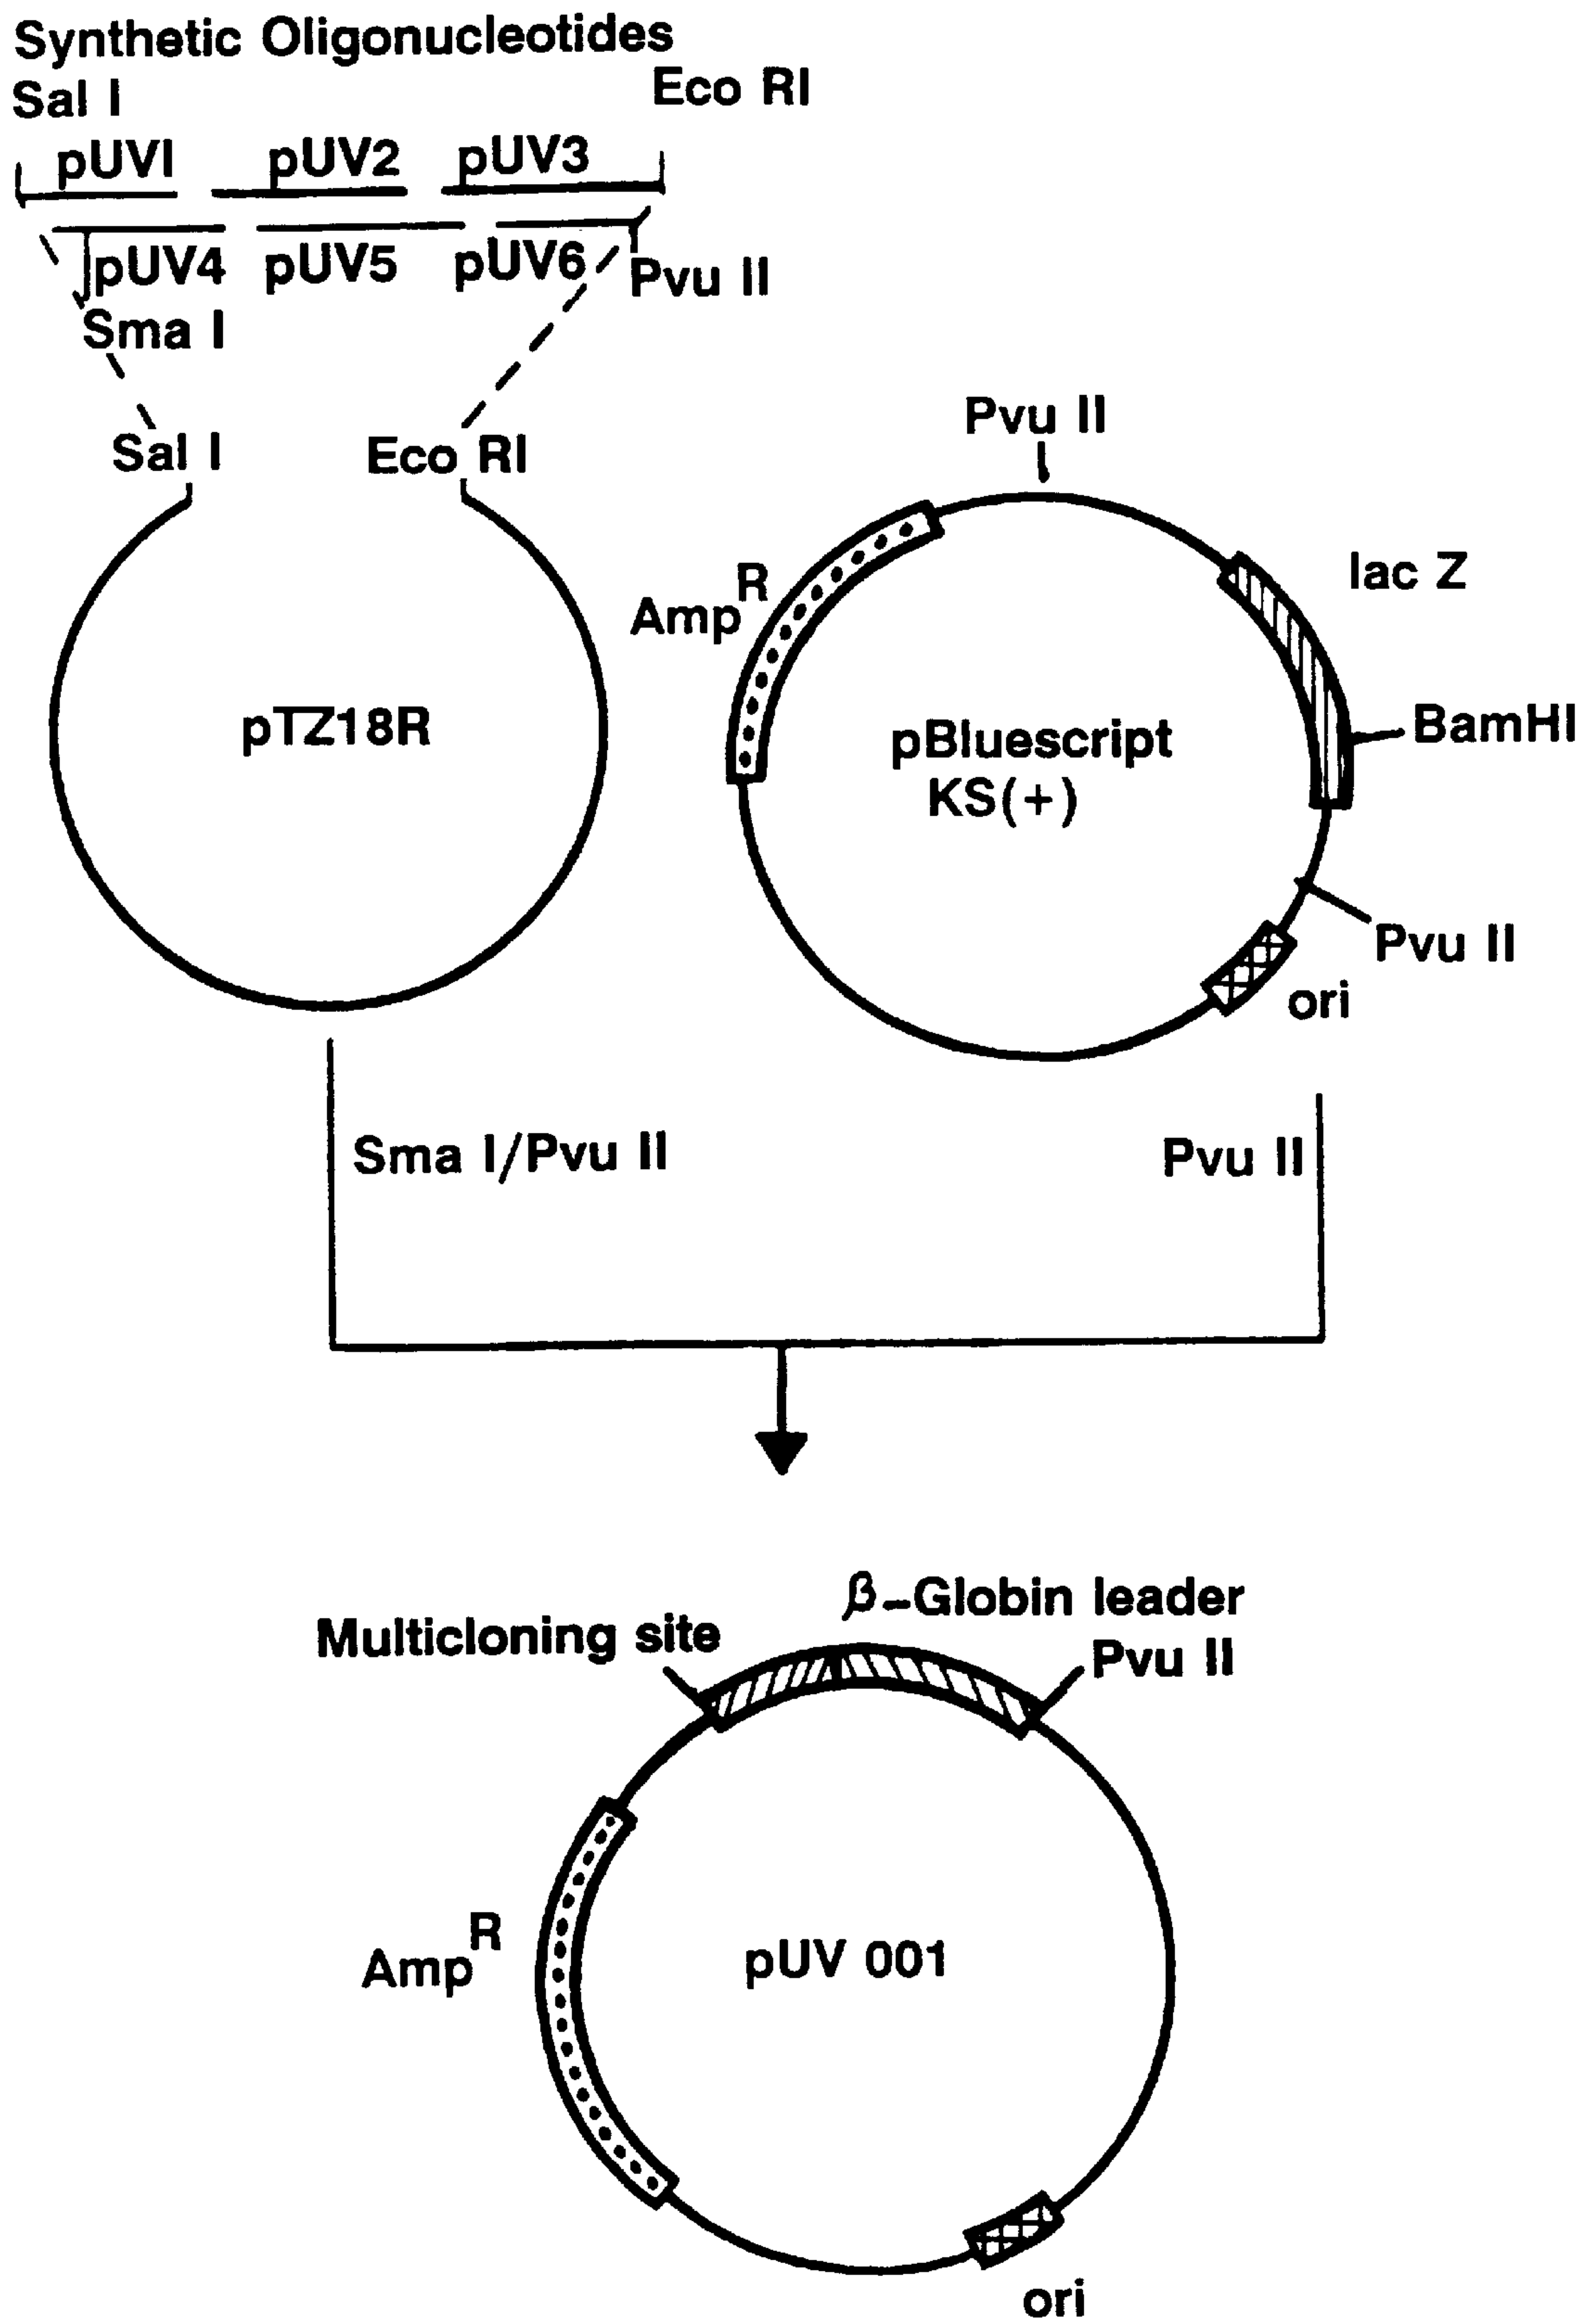 Synthetic Oligonucleotides
Sal I
Eco RI
pUVI pUV2 pUV3
pUV4 pUV5 pUV6
Pvu II
Sma I
Sal I
Eco RI
Pvu II
Amp R
lac Z
pTZ18R
pBluescript
KS(+)
BamHI
Pvu II
ori
Sma I/Pvu II
Pvu II
β-Globin leader
Multicloning site
Pvu II
Amp R
pUV 001
ori